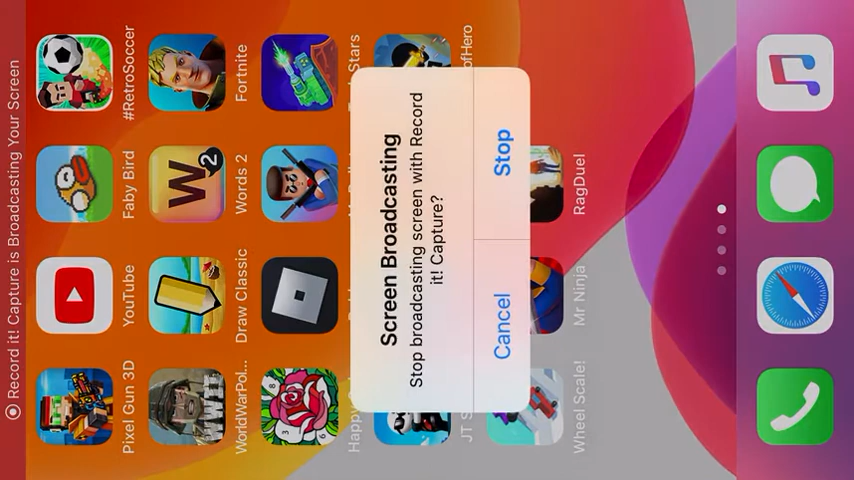 Record it! Capture is Broadcasting Your Screen
Pixel Gun 3D
YouTube
Faby Bird
#RetroSoccer
WorldWarPol...
Draw Classic
Words 2
Fortnite
Happy
Stars
JT S
ofHero
Wheel Scale!
Mr Ninja
RagDuel
Screen Broadcasting
Stop broadcasting screen with Record
it! Capture?
Cancel
Stop